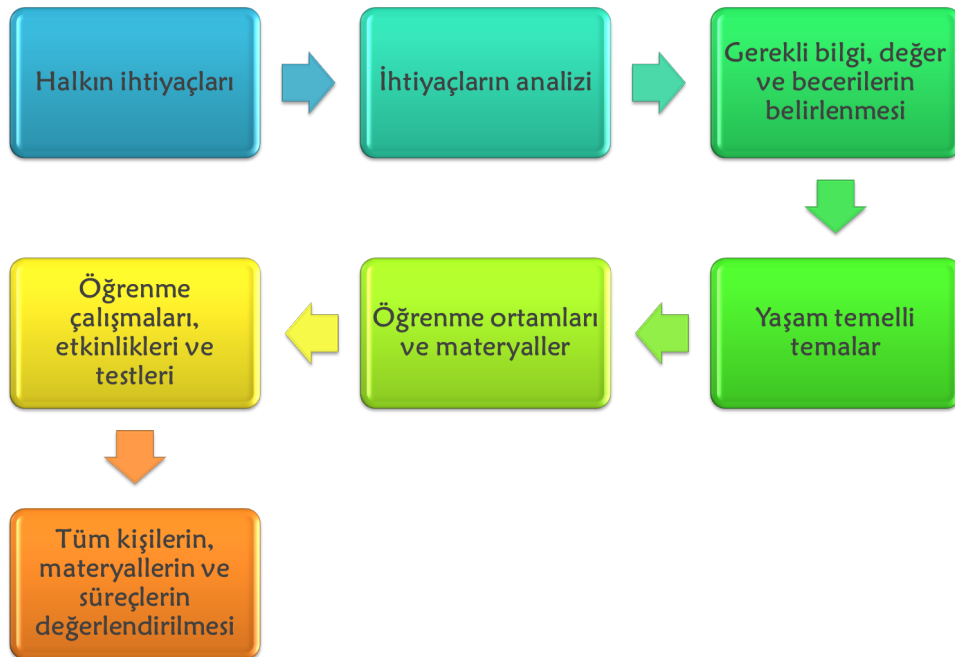 Halkın ihtiyaçları
İhtiyaçların analizi
Gerekli bilgi, değer
ve becerilerin
belirlenmesi
Yaşam temelli
temalar
Öğrenme ortamları
ve materyaller
Öğrenme
çalışmaları,
etkinlikleri ve
testleri
Tüm kişilerin,
materyallerin ve
süreçlerin
değerlendirilmesi